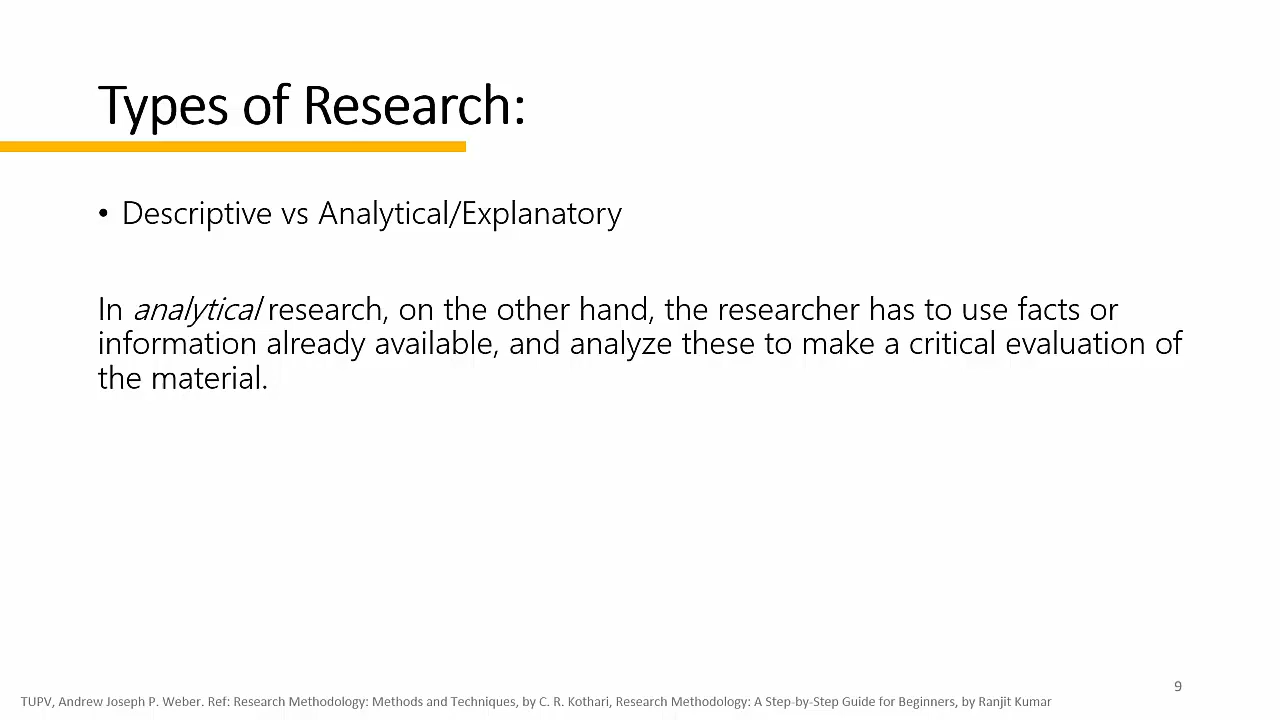 Types of Research:
• Descriptive vs Analytical/Explanatory
In analytical research, on the other hand, the researcher has to use facts or
information already available, and analyze these to make a critical evaluation of
the material.
9
TUPV, Andrew Joseph P. Weber. Ref: Research Methodology: Methods and Techniques, by C. R. Kothari, Research Methodology: A Step-by-Step Guide for Beginners, by Ranjit Kumar